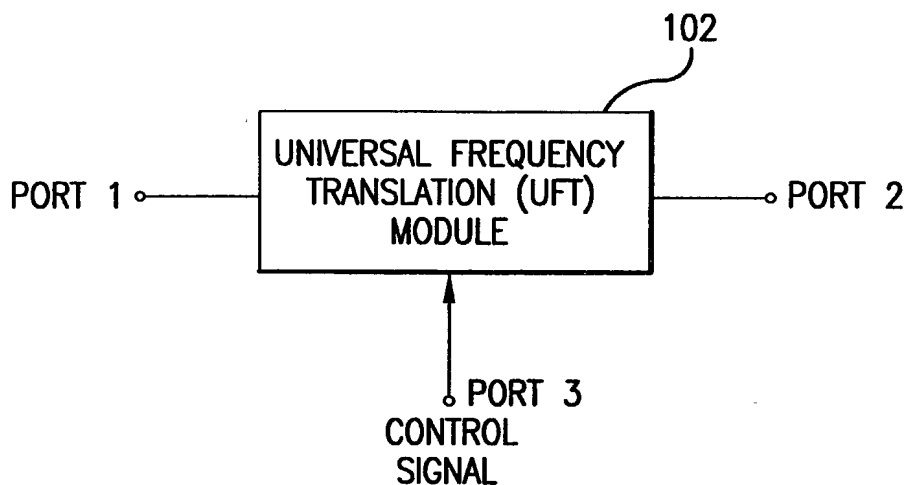 102
UNIVERSAL FREQUENCY
TRANSLATION (UFT)
MODULE
PORT 1
PORT 2
PORT 3
CONTROL
SIGNAL